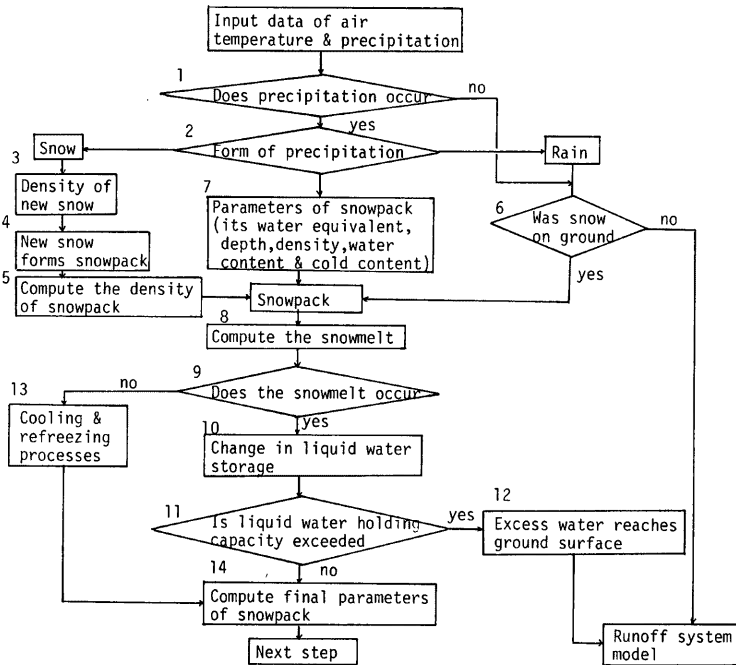 Input data of air
temperature & precipitation
1
Does precipitation occur
no
yes
2
Form of precipitation
Snow
Rain
3
Density of
new snow
7
Parameters of snowpack
(its water equivalent,
depth,density,water
content & cold content)
6
Was snow
on ground
no
yes
4
New snow
forms snowpack
5
Compute the density
of snowpack
Snowpack
8
Compute the snowmelt
9
Does the snowmelt occur
no
yes
13
Cooling &
refreezing
processes
10
Change in liquid water
storage
11
Is liquid water holding
capacity exceeded
yes
no
12
Excess water reaches
ground surface
14
Compute final parameters
of snowpack
Next step
Runoff system
model